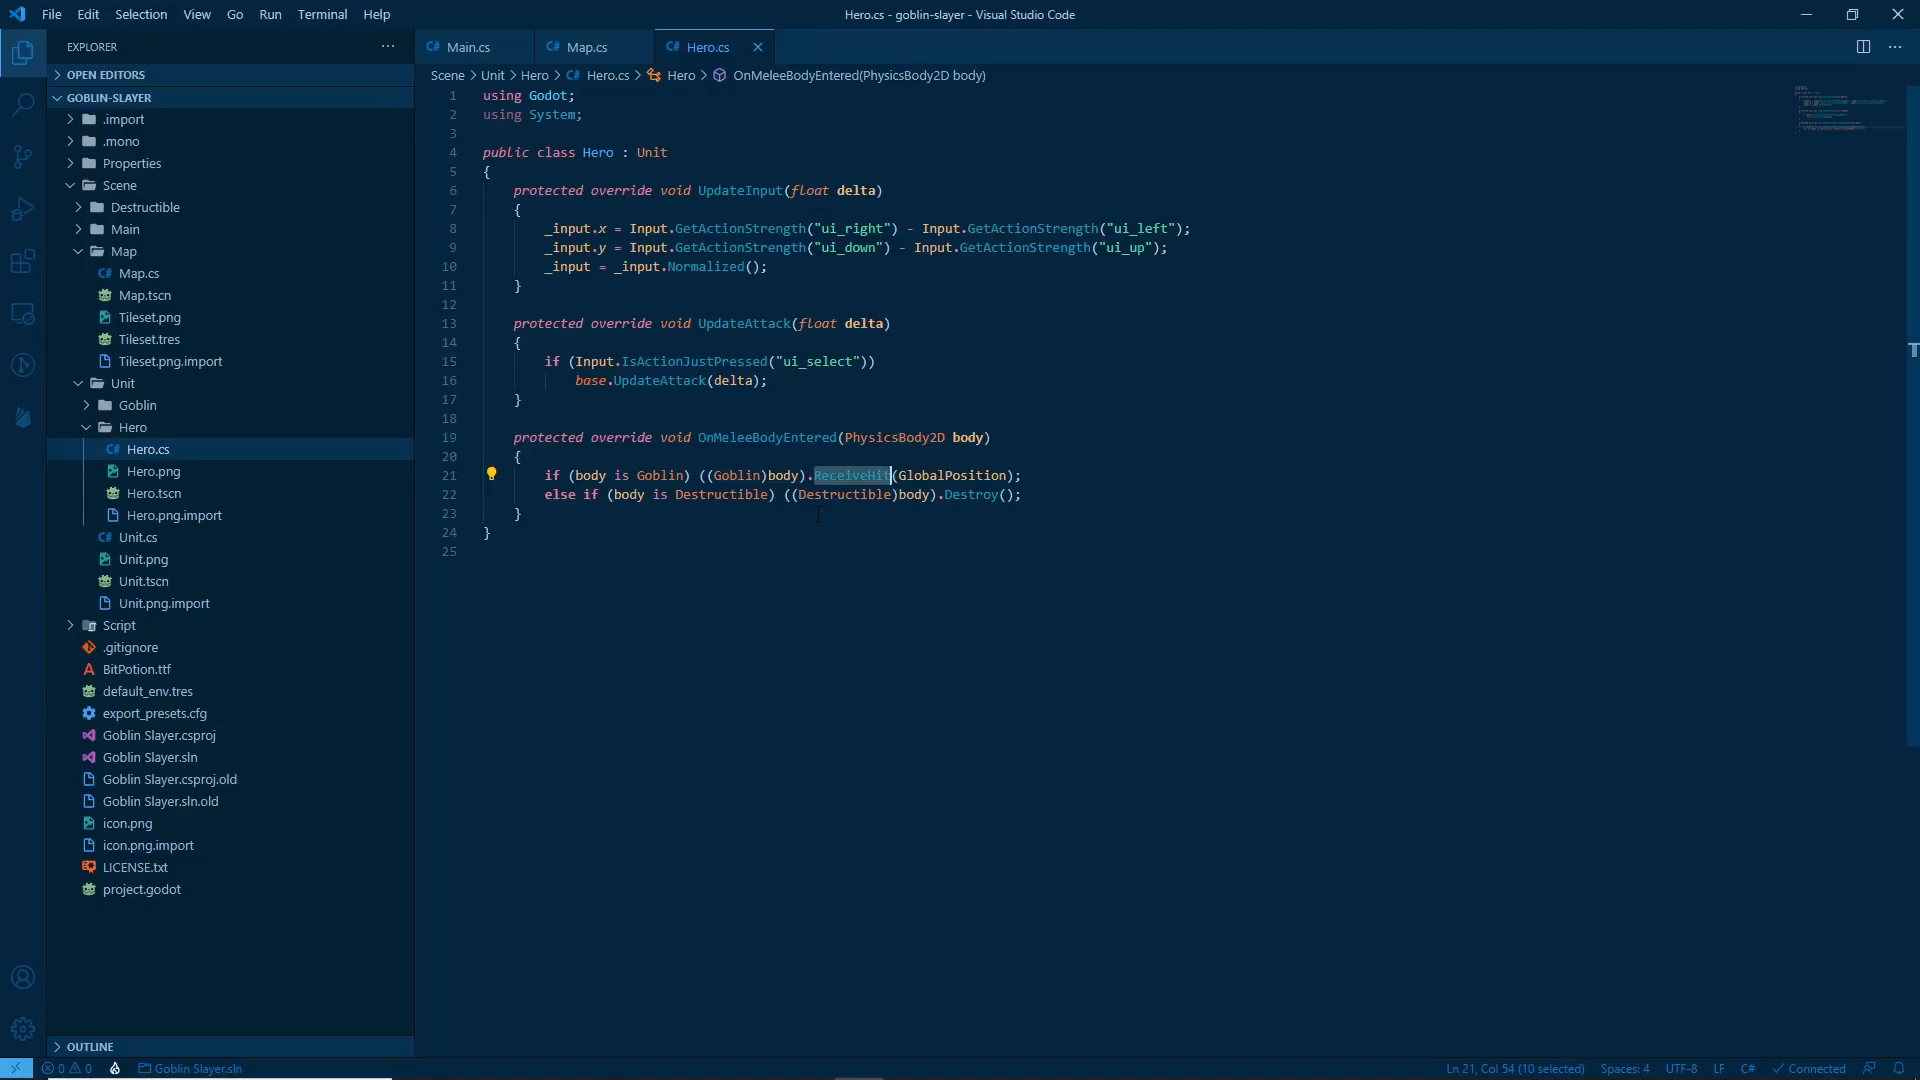 File Edit Selection View Go Run Terminal Help
Hero.cs - goblin-slayer - Visual Studio Code
EXPLORER
OPEN EDITORS
GOBLIN-SLAYER
.import
.mono
Properties
Scene
Destructible
Main
Map
C# Map.cs
Map.tscn
Tileset.png
Tileset.tres
Tileset.png.import
Unit
Goblin
Hero
C# Hero.cs
Hero.png
Hero.tscn
Hero.png.import
C# Unit.cs
Unit.png
Unit.tscn
Unit.png.import
Script
.gitignore
BitPotion.ttf
default_env.tres
export_presets.cfg
Goblin Slayer.csproj
Goblin Slayer.sln
Goblin Slayer.csproj.old
Goblin Slayer.sln.old
icon.png
icon.png.import
LICENSE.txt
project.godot
OUTLINE
C# Main.cs C# Map.cs C# Hero.cs
Scene > Unit > Hero > C# Hero.cs > Hero > OnMeleeBodyEntered(PhysicsBody2D body)
1 using Godot;
2 using System;
3
4 public class Hero : Unit
5 {
6 protected override void UpdateInput(float delta)
7 {
8 _input.x = Input.GetActionStrength("ui_right") - Input.GetActionStrength("ui_left");
9 _input.y = Input.GetActionStrength("ui_down") - Input.GetActionStrength("ui_up");
10 _input = _input.Normalized();
11 }
12
13 protected override void UpdateAttack(float delta)
14 {
15 if (Input.IsActionJustPressed("ui_select"))
16 base.UpdateAttack(delta);
17 }
18
19 protected override void OnMeleeBodyEntered(PhysicsBody2D body)
20 {
21 if (body is Goblin) ((Goblin)body).ReceiveHit(GlobalPosition);
22 else if (body is Destructible) ((Destructible)body).Destroy();
23 }
24 }
25
0 0 Goblin Slayer.sln
Ln 21, Col 54 (10 selected) Spaces: 4 UTF-8 LF C# Connected